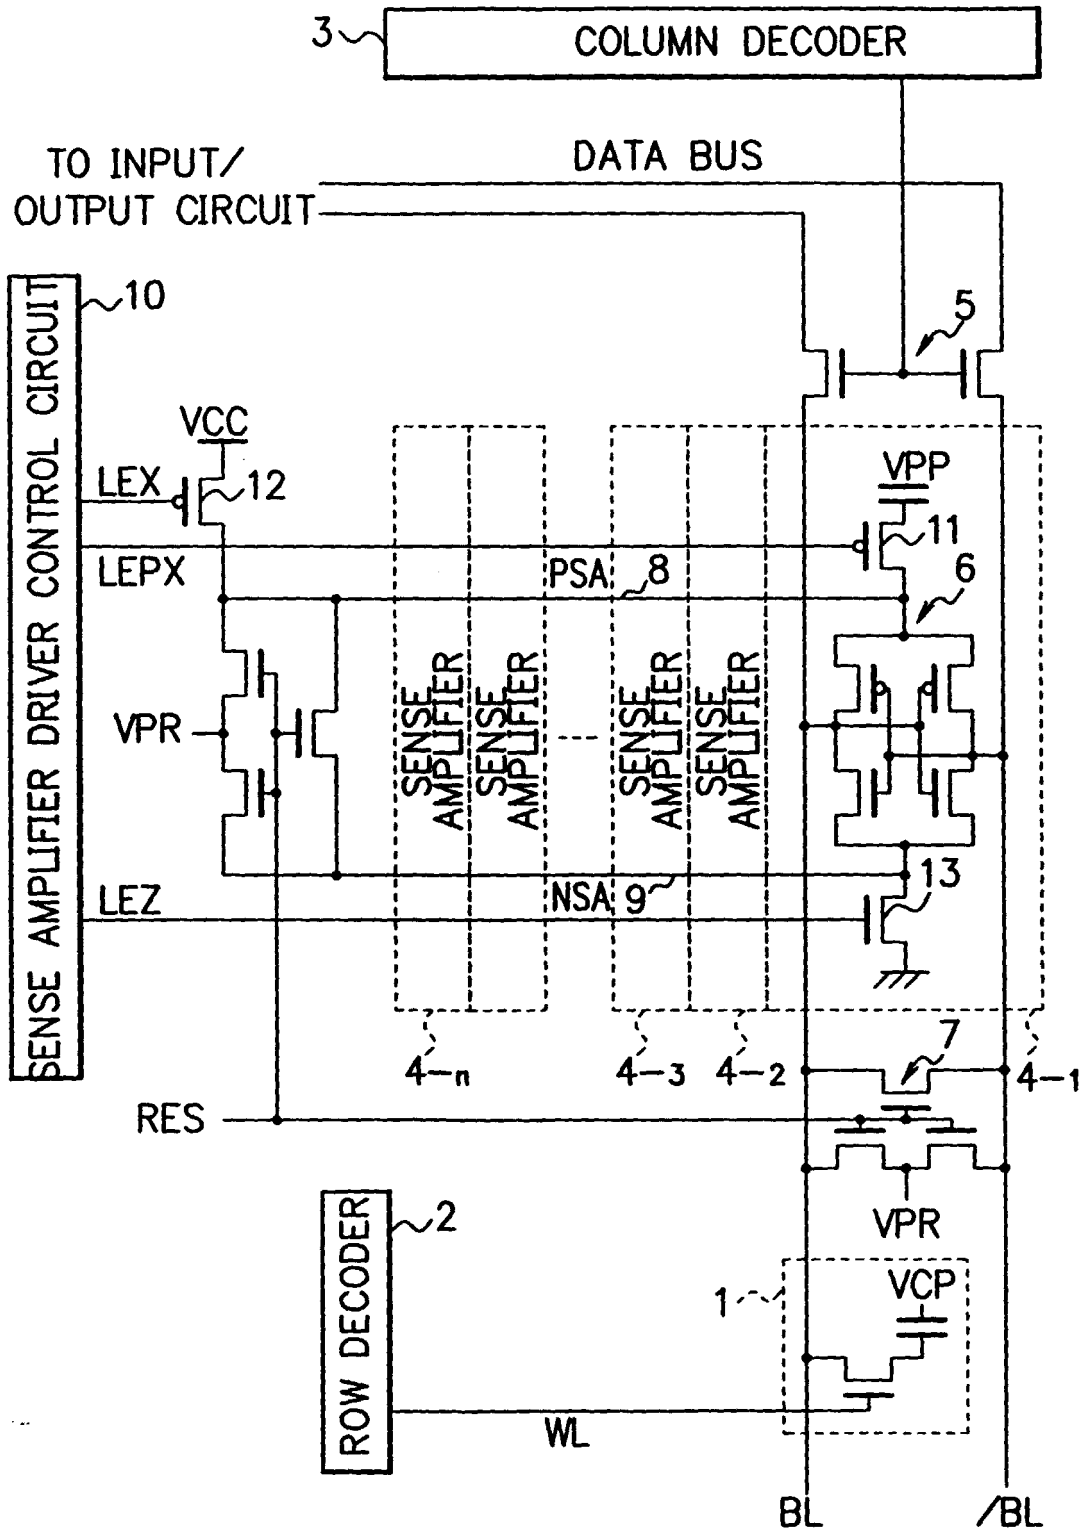 3
COLUMN DECODER
TO INPUT/
OUTPUT CIRCUIT
DATA BUS
SENSE AMPLIFIER DRIVER CONTROL CIRCUIT
10
5
VCC
LEX
12
VPP
11
LEPX
PSA
8
6
VPR
SENSE
AMPLIFIER
SENSE
AMPLIFIER
SENSE
AMPLIFIER
SENSE
AMPLIFIER
LEZ
NSA
9
13
4-n
4-3
4-2
4-1
7
RES
VPR
ROW DECODER
2
1
VCP
WL
BL
/BL